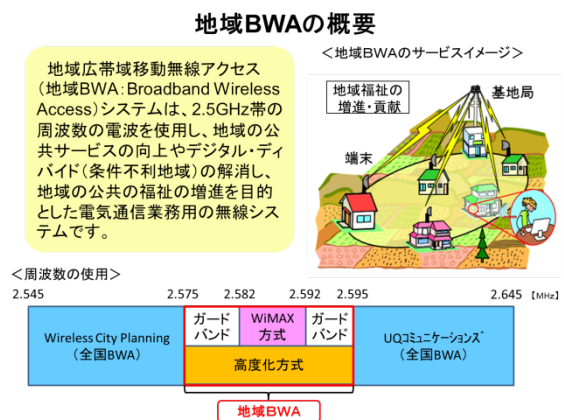 地域BWAの概要
地域広帯域移動無線アクセス
(地域BWA:Broadband Wireless
Access)システムは、2.5GHz帯の
周波数の電波を使用し、地域の公
共サービスの向上やデジタル・ディ
バイド(条件不利地域)の解消し、
地域の公共の福祉の増進を目的
とした電気通信業務用の無線シス
テムです。
<地域BWAのサービスイメージ>
地域福祉の
増進・貢献
基地局
端末
<周波数の使用>
2.545 2.575 2.582 2.592 2.595 2.645 【MHz】
Wireless City Planning
(全国BWA)
ガード
バンド
WiMAX
方式
ガード
バンド
高度化方式
UQコミュニケーションズ
(全国BWA)
地域BWA